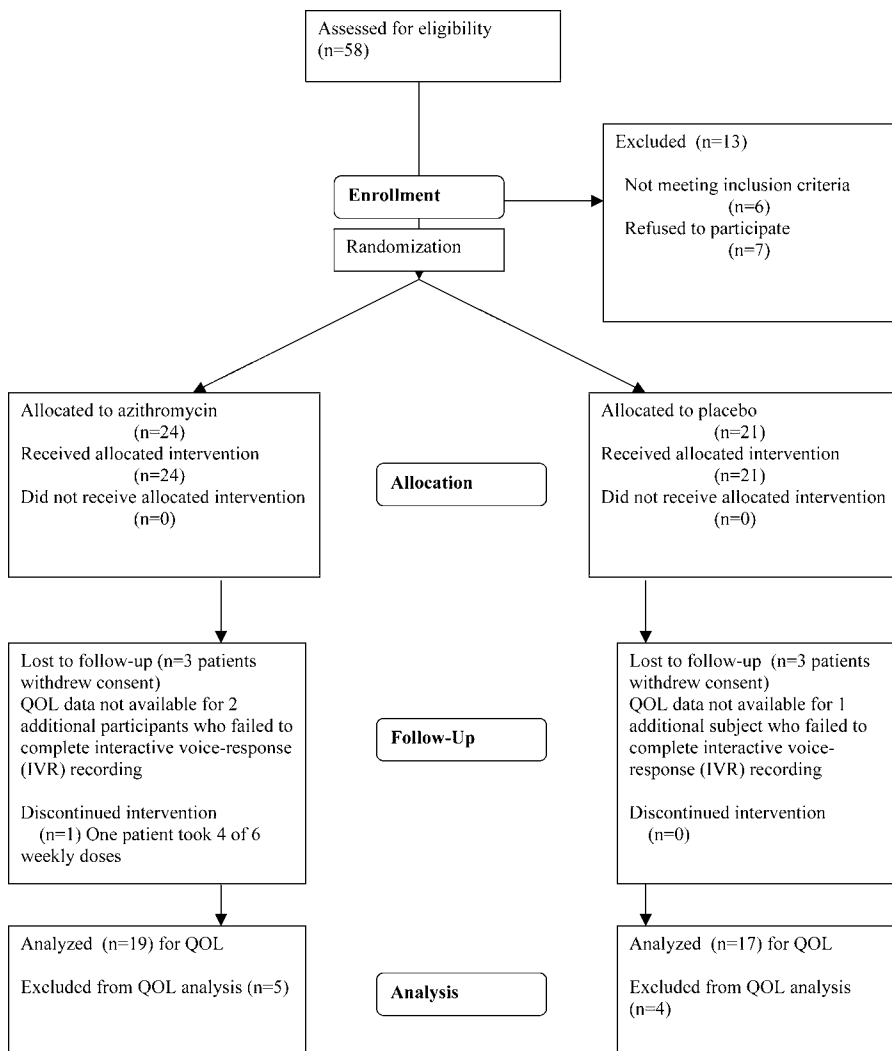 Assessed for eligibility
(n=58)
Excluded (n=13)
Not meeting inclusion criteria
(n=6)
Refused to participate
(n=7)
Enrollment
Randomization
Allocated to azithromycin
(n=24)
Received allocated intervention
(n=24)
Did not receive allocated intervention
(n=0)
Allocation
Allocated to placebo
(n=21)
Received allocated intervention
(n=21)
Did not receive allocated intervention
(n=0)
Lost to follow-up (n=3 patients
withdrew consent)
QOL data not available for 2
additional participants who failed to
complete interactive voice-response
(IVR) recording
Discontinued intervention
(n=1) One patient took 4 of 6
weekly doses
Follow-Up
Lost to follow-up (n=3 patients
withdrew consent)
QOL data not available for 1
additional subject who failed to
complete interactive voice-
response (IVR) recording
Discontinued intervention
(n=0)
Analyzed (n=19) for QOL
Excluded from QOL analysis (n=5)
Analysis
Analyzed (n=17) for QOL
Excluded from QOL analysis
(n=4)